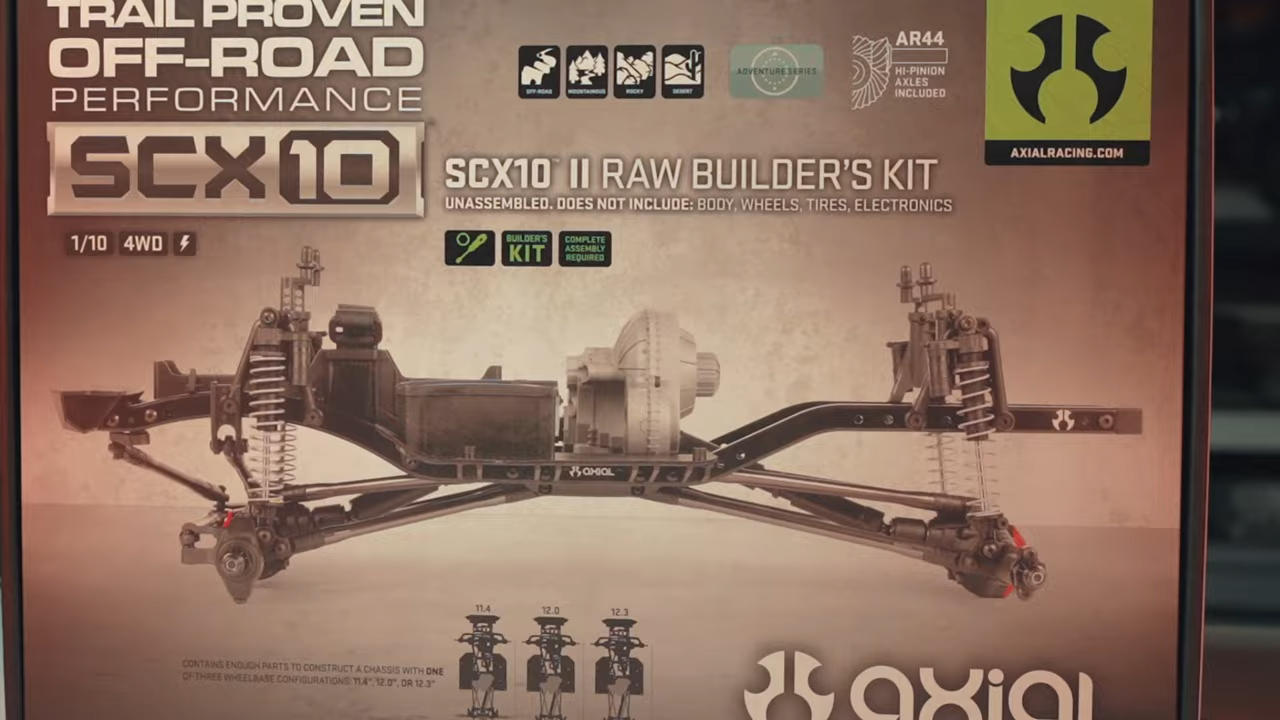 TRAIL PROVEN
OFF-ROAD
PERFORMANCE
SCX10
1/10 4WD
OFF-ROAD MOUNTAINOUS ROCKY DESERT
ADVENTURE SERIES
AR44
HI-PINION
AXLES
INCLUDED
AXIALRACING.COM
SCX10™ II RAW BUILDER'S KIT
UNASSEMBLED. DOES NOT INCLUDE: BODY, WHEELS, TIRES, ELECTRONICS
BUILDER'S
KIT
COMPLETE
ASSEMBLY
REQUIRED
AXIAL
11.4 12.0 12.3
CONTAINS ENOUGH PARTS TO CONSTRUCT A CHASSIS WITH ONE
OF THREE WHEELBASE CONFIGURATIONS: 11.4", 12.0", OR 12.3"
axial